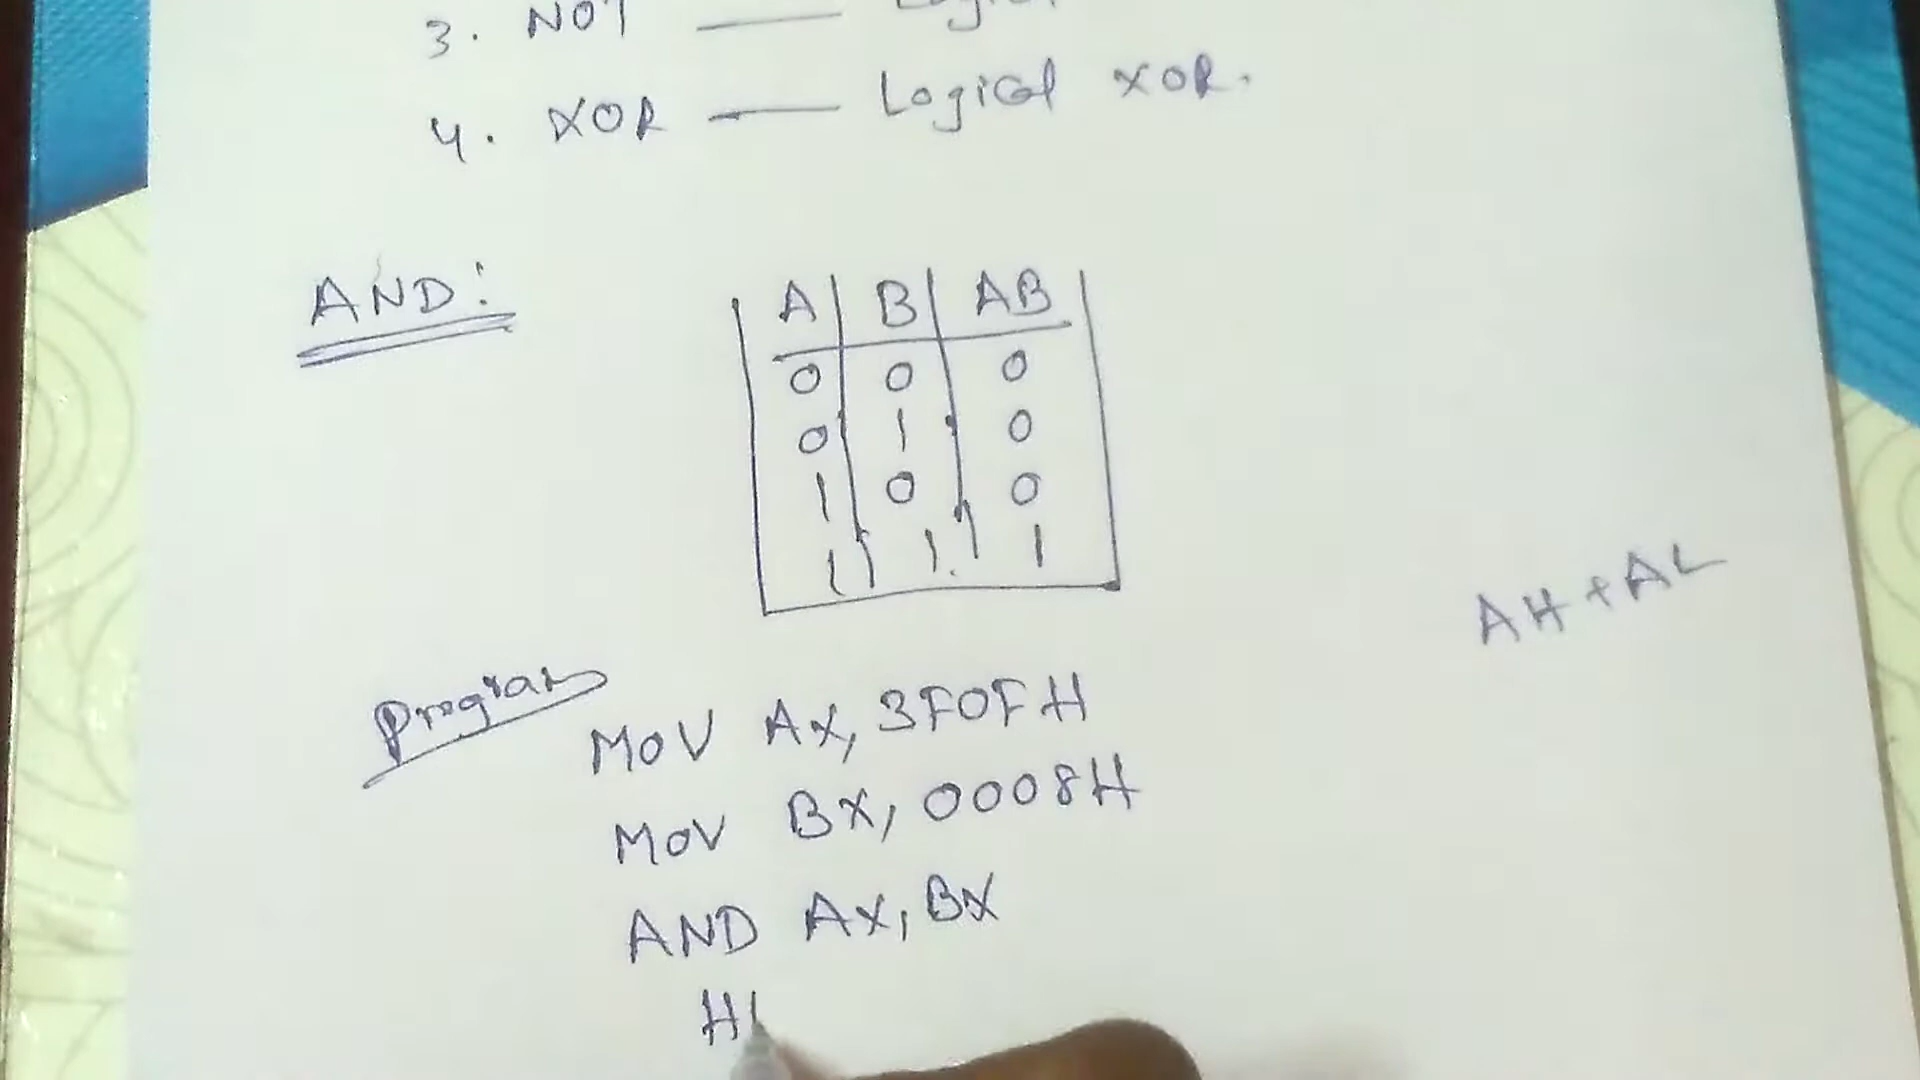 3. NOT —
4. XOR — Logical XOR.
AND:
A B AB
0 0 0
0 1 0
1 0 0
1 1 1
AH + AL
Program
MOV AX, 3F0FH
MOV BX, 0008H
AND AX, BX
H